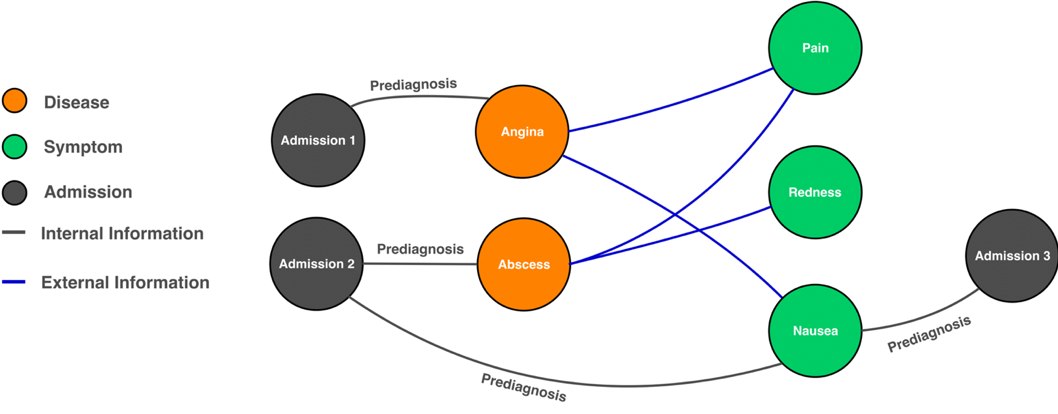 Disease
Symptom
Admission
Internal Information
External Information
Prediagnosis
Admission 1
Angina
Pain
Redness
Prediagnosis
Admission 2
Abscess
Admission 3
Nausea
Prediagnosis
Prediagnosis